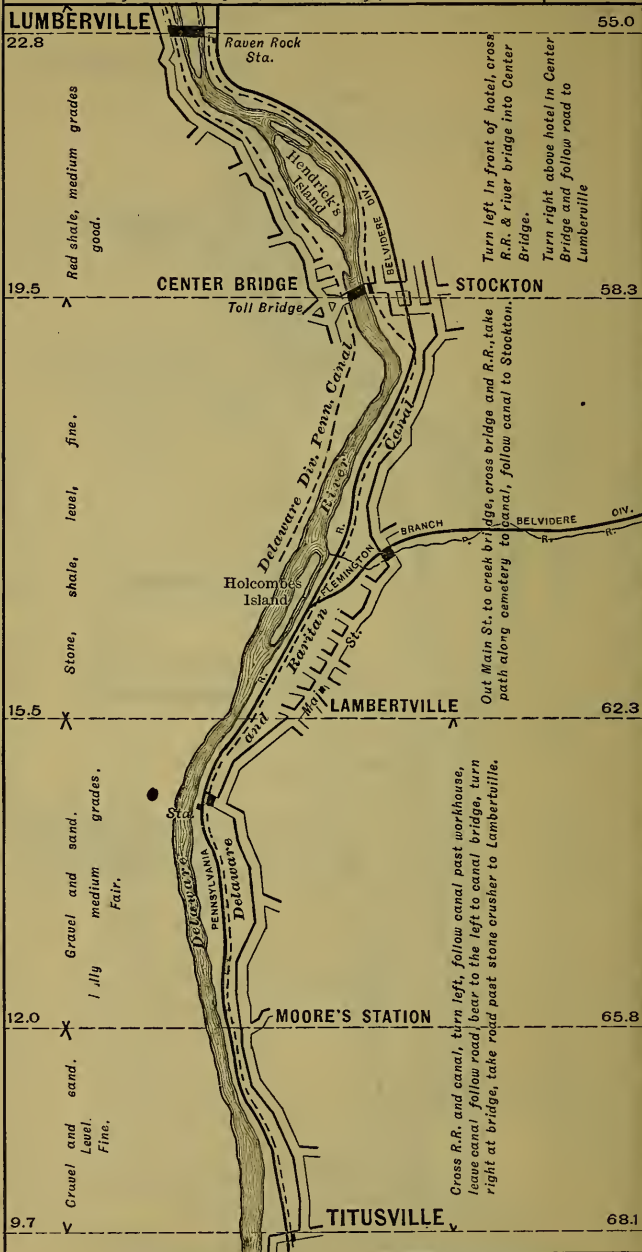 LUMBERVILLE
55.0
22.8
Raven Rock
Sta.
Red shale, medium grades
good.
Hendrick's
Island
DIV.
BELVIDERE
Turn left in front of hotel, cross
R.R. & river bridge into Center
Bridge.
Turn right above hotel in Center
Bridge and follow road to
Lumberville
CENTER BRIDGE
STOCKTON
19.5
58.3
Toll Bridge
Delaware Div. Penn. Canal
River
Canal
Stone, shale, level, fine.
Out Main St. to creek bridge, cross bridge and R.R., take
path along cemetery to canal, follow canal to Stockton.
R.
FLEMINGTON
BRANCH
BELVIDERE
DIV.
R.
R.
Holcombes
Island
R.
Raritan
Main St.
and
LAMBERTVILLE
15.5
62.3
Sta.
Gravel and sand.
medium grades,
Fair.
Delaware
PENNSYLVANIA
Delaware
Cross R.R. and canal, turn left, follow canal past workhouse,
leave canal follow road, bear to the left to canal bridge, turn
right at bridge, take road past stone crusher to Lambertville.
MOORE'S STATION
12.0
65.8
Gravel and sand.
Level.
Fine.
TITUSVILLE
9.7
68.1